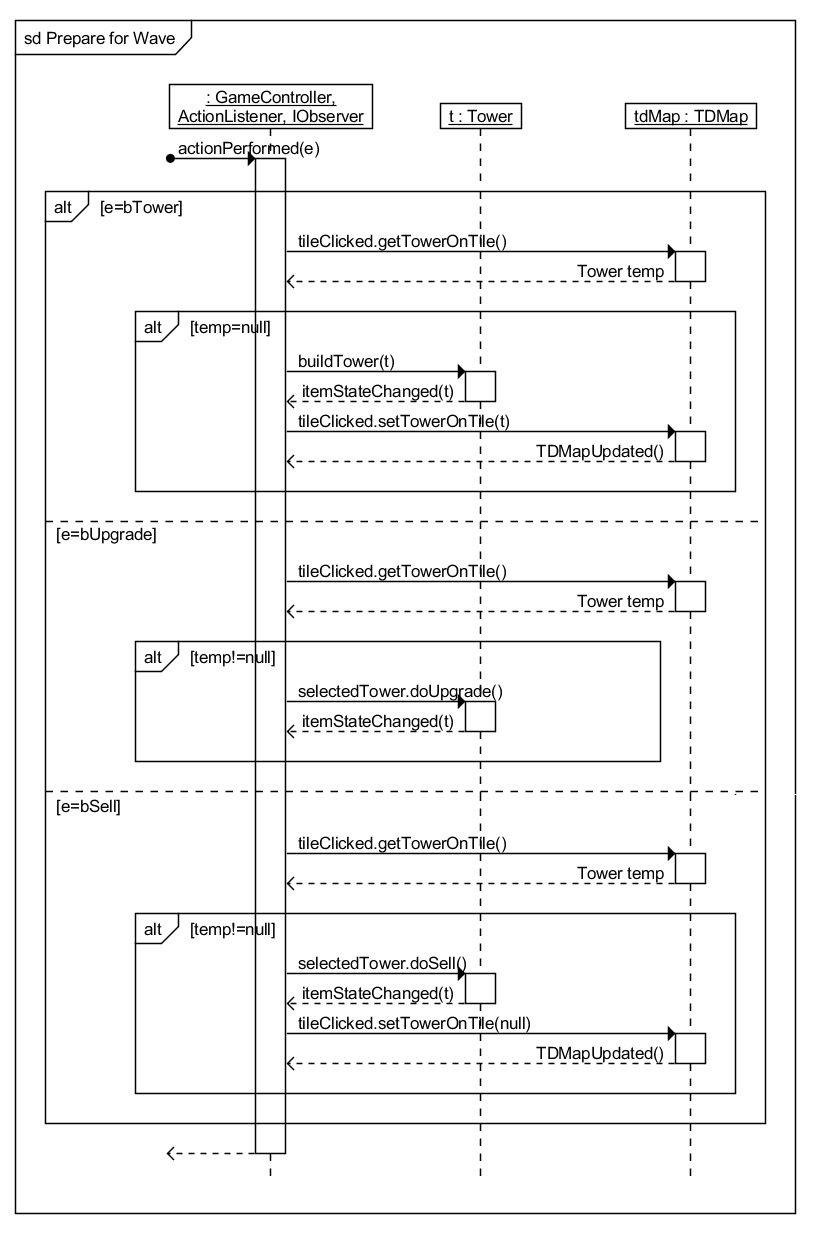 sd Prepare for Wave
: GameController,
ActionListener, IObserver
t : Tower
tdMap : TDMap
actionPerformed(e)
alt
[e=bTower]
tileClicked.getTowerOnTIle()
Tower temp
alt
[temp=null]
buildTower(t)
itemStateChanged(t)
tileClicked.setTowerOnTile(t)
TDMapUpdated()
[e=bUpgrade]
tileClicked.getTowerOnTIle()
Tower temp
alt
[temp!=null]
selectedTower.doUpgrade()
itemStateChanged(t)
[e=bSell]
tileClicked.getTowerOnTIle()
Tower temp
alt
[temp!=null]
selectedTower.doSell()
itemStateChanged(t)
tileClicked.setTowerOnTile(null)
TDMapUpdated()